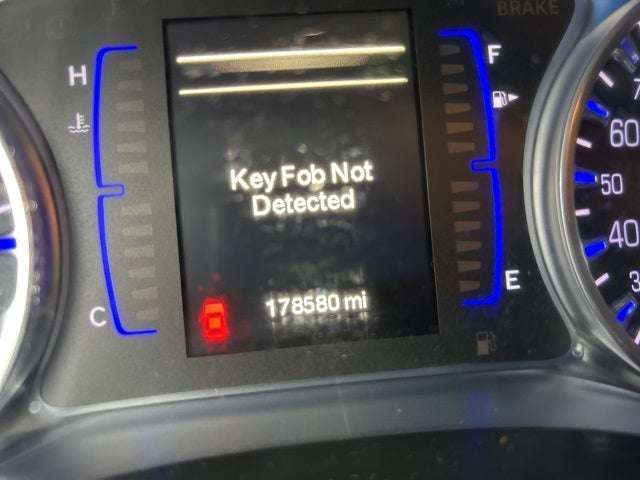 BRAKE
H
F
Key Fob Not
Detected
178580 mi
C
E
60
50
40